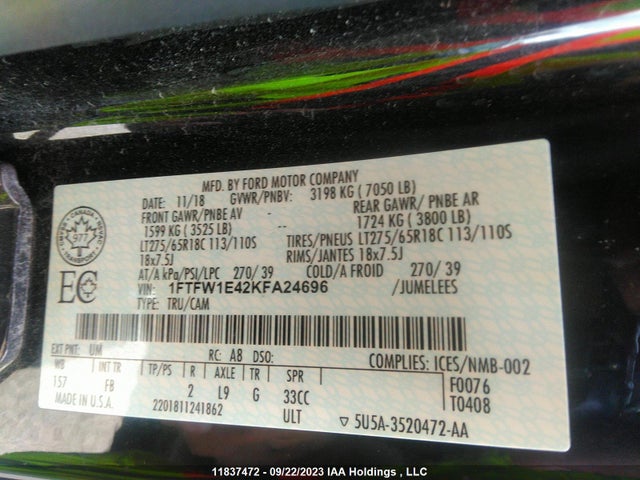 MFD. BY FORD MOTOR COMPANY
DATE: 11/18 GVWR/PNBV: 3198 KG ( 7050 LB)
FRONT GAWR/PNBE AV REAR GAWR/ PNBE AR
1599 KG ( 3525 LB) 1724 KG ( 3800 LB)
LT275/65R18C 113/110S TIRES/PNEUS LT275/65R18C 113/110S
18x7.5J RIMS/JANTES 18x7.5J
AT/A kPa/PSI/LPC 270/ 39 COLD/A FROID 270/ 39
VIN: 1FTFW1E42KFA24696 /JUMELEES
TYPE: TRU/CAM
CANADA
977
TRANSPORT
EC
EXT PNT: UM RC: A8 DSO: COMPLIES: ICES/NMB-002
WB INT TR TP/PS R AXLE TR SPR F0076
157 FB 2 L9 G 33CC T0408
MADE IN U.S.A. 2201811241862 ULT ▽ 5U5A-3520472-AA
11837472 - 09/22/2023 IAA Holdings , LLC